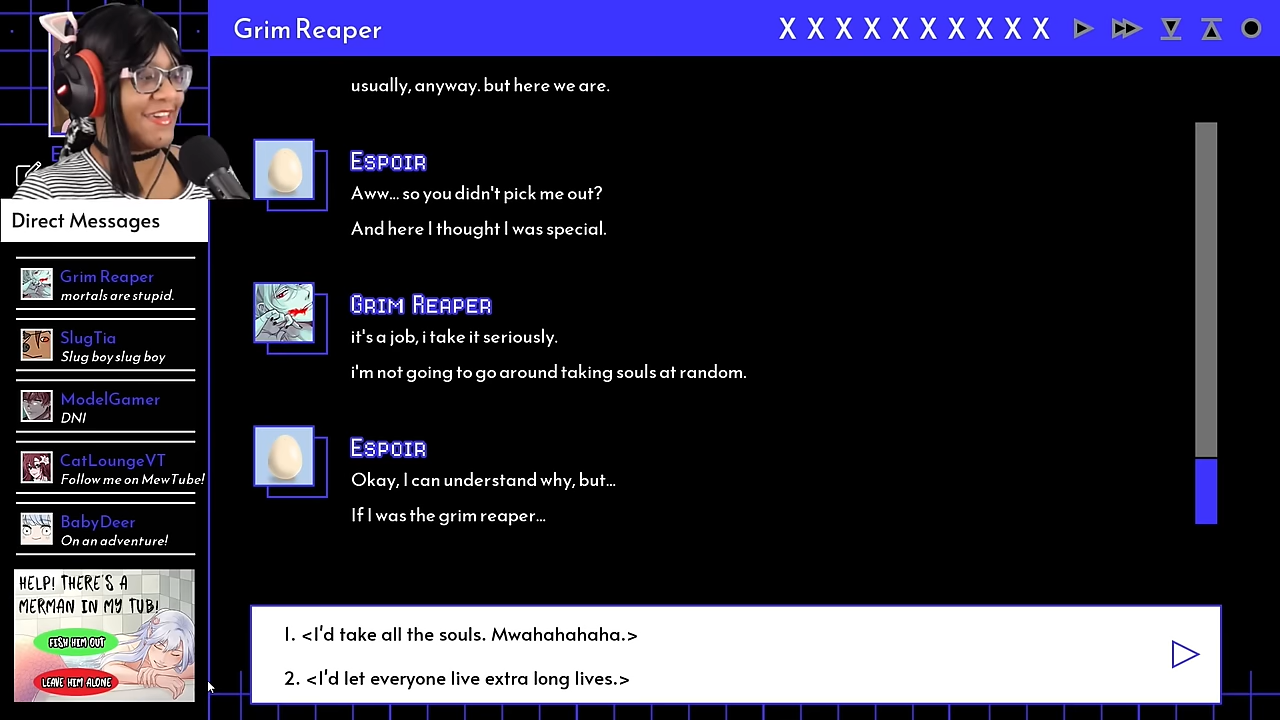 Grim Reaper
X X X X X X X X X X
usually, anyway. but here we are.
Espoir
Aww... so you didn't pick me out?
And here I thought I was special.
Grim Reaper
it's a job, i take it seriously.
i'm not going to go around taking souls at random.
Espoir
Okay, I can understand why, but...
If I was the grim reaper...
1. <I'd take all the souls. Mwahahahaha.>
2. <I'd let everyone live extra long lives.>
Direct Messages
Grim Reaper
mortals are stupid.
SlugTia
Slug boy slug boy
ModelGamer
DNI
CatLoungeVT
Follow me on MewTube!
BabyDeer
On an adventure!
HELP! THERE'S A
MERMAN IN MY TUB!
FISH HIM OUT
LEAVE HIM ALONE